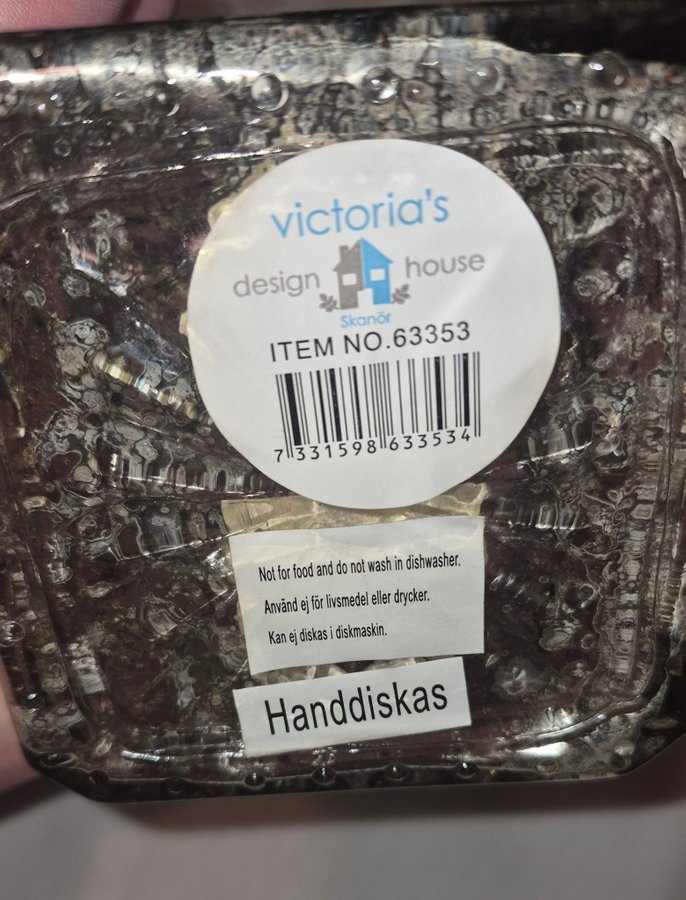 victoria's
design house
Skanör
ITEM NO.63353
7 331598 633534
Not for food and do not wash in dishwasher.
Använd ej för livsmedel eller drycker.
Kan ej diskas i diskmaskin.
Handdiskas